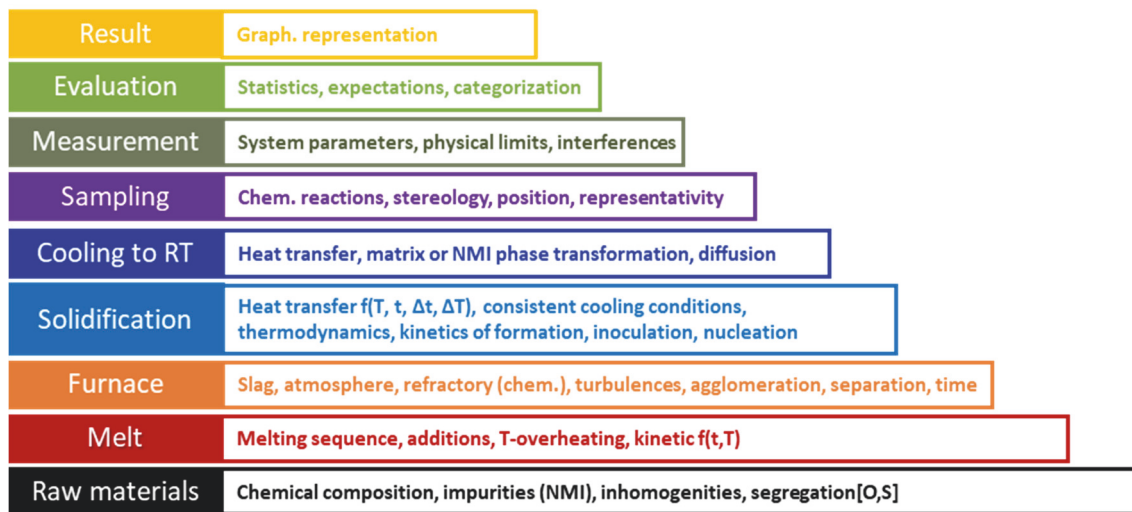 Result
Graph. representation
Evaluation
Statistics, expectations, categorization
Measurement
System parameters, physical limits, interferences
Sampling
Chem. reactions, stereology, position, representativity
Cooling to RT
Heat transfer, matrix or NMI phase transformation, diffusion
Solidification
Heat transfer f(T, t, Δt, ΔT), consistent cooling conditions,
thermodynamics, kinetics of formation, inoculation, nucleation
Furnace
Slag, atmosphere, refractory (chem.), turbulences, agglomeration, separation, time
Melt
Melting sequence, additions, T-overheating, kinetic f(t,T)
Raw materials
Chemical composition, impurities (NMI), inhomogenities, segregation[O,S]